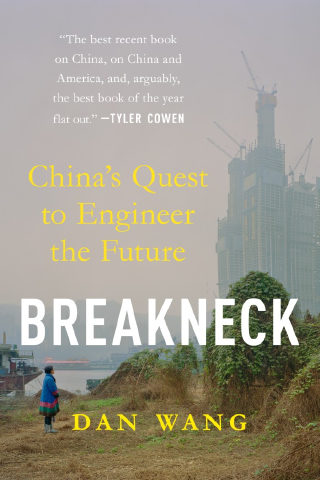 “The best recent book
on China, on China and
America, and, arguably,
the best book of the year
flat out.” —TYLER COWEN
China’s Quest
to Engineer
the Future
BREAKNECK
DAN WANG